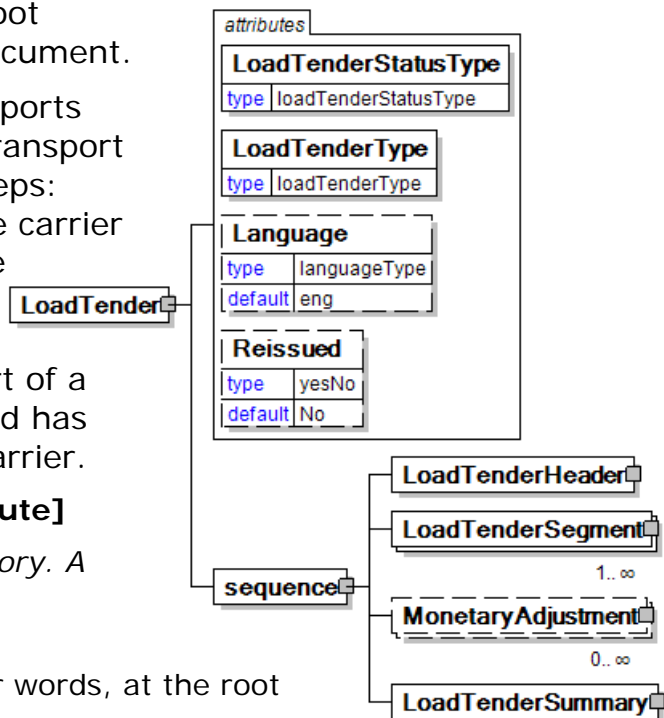 oot
cument.
ports
ransport
eps:
e carrier
e
rt of a
d has
arrier.
ute]
ory. A
r words, at the root
attributes
LoadTenderStatusType
type loadTenderStatusType
LoadTenderType
type loadTenderType
Language
type languageType
default eng
Reissued
type yesNo
default No
LoadTender
sequence
LoadTenderHeader
LoadTenderSegment
1.. ∞
MonetaryAdjustment
0.. ∞
LoadTenderSummary